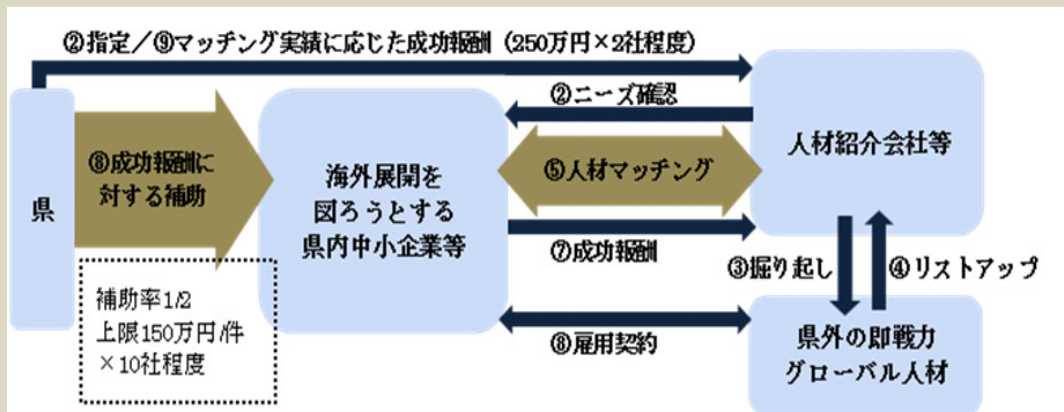 ②指定／⑨マッチング実績に応じた成功報酬（250万円×2社程度）
②ニーズ確認
県
⑧成功報酬に
対する補助
海外展開を
図ろうとする
県内中小企業等
⑤人材マッチング
人材紹介会社等
⑦成功報酬
③掘り起し
④リストアップ
補助率1/2
上限150万円/件
×10社程度
⑧雇用契約
県外の即戦力
グローバル人材